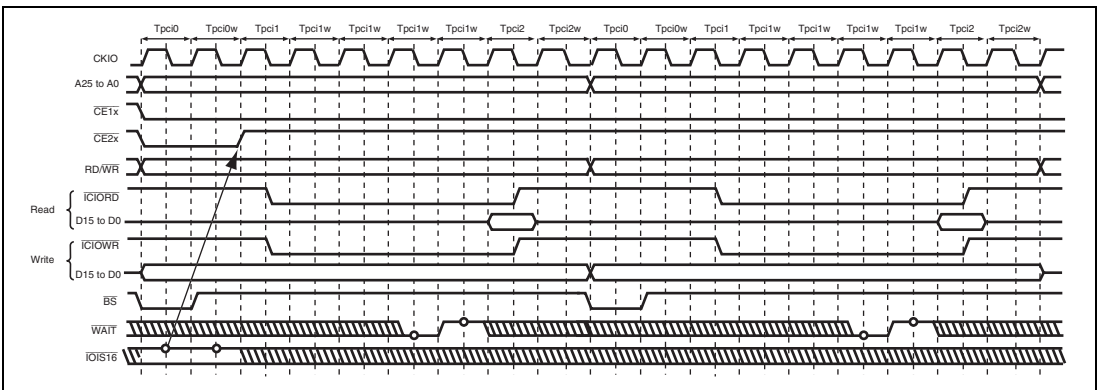 Tpci0 Tpci0w Tpci1 Tpci1w Tpci1w Tpci1w Tpci1w Tpci2 Tpci2w Tpci0 Tpci0w Tpci1 Tpci1w Tpci1w Tpci1w Tpci1w Tpci2 Tpci2w
CKIO
A25 to A0
CE1x
CE2x
RD/WR
ICIORD
Read
D15 to D0
ICIOWR
Write
D15 to D0
BS
WAIT
IOIS16